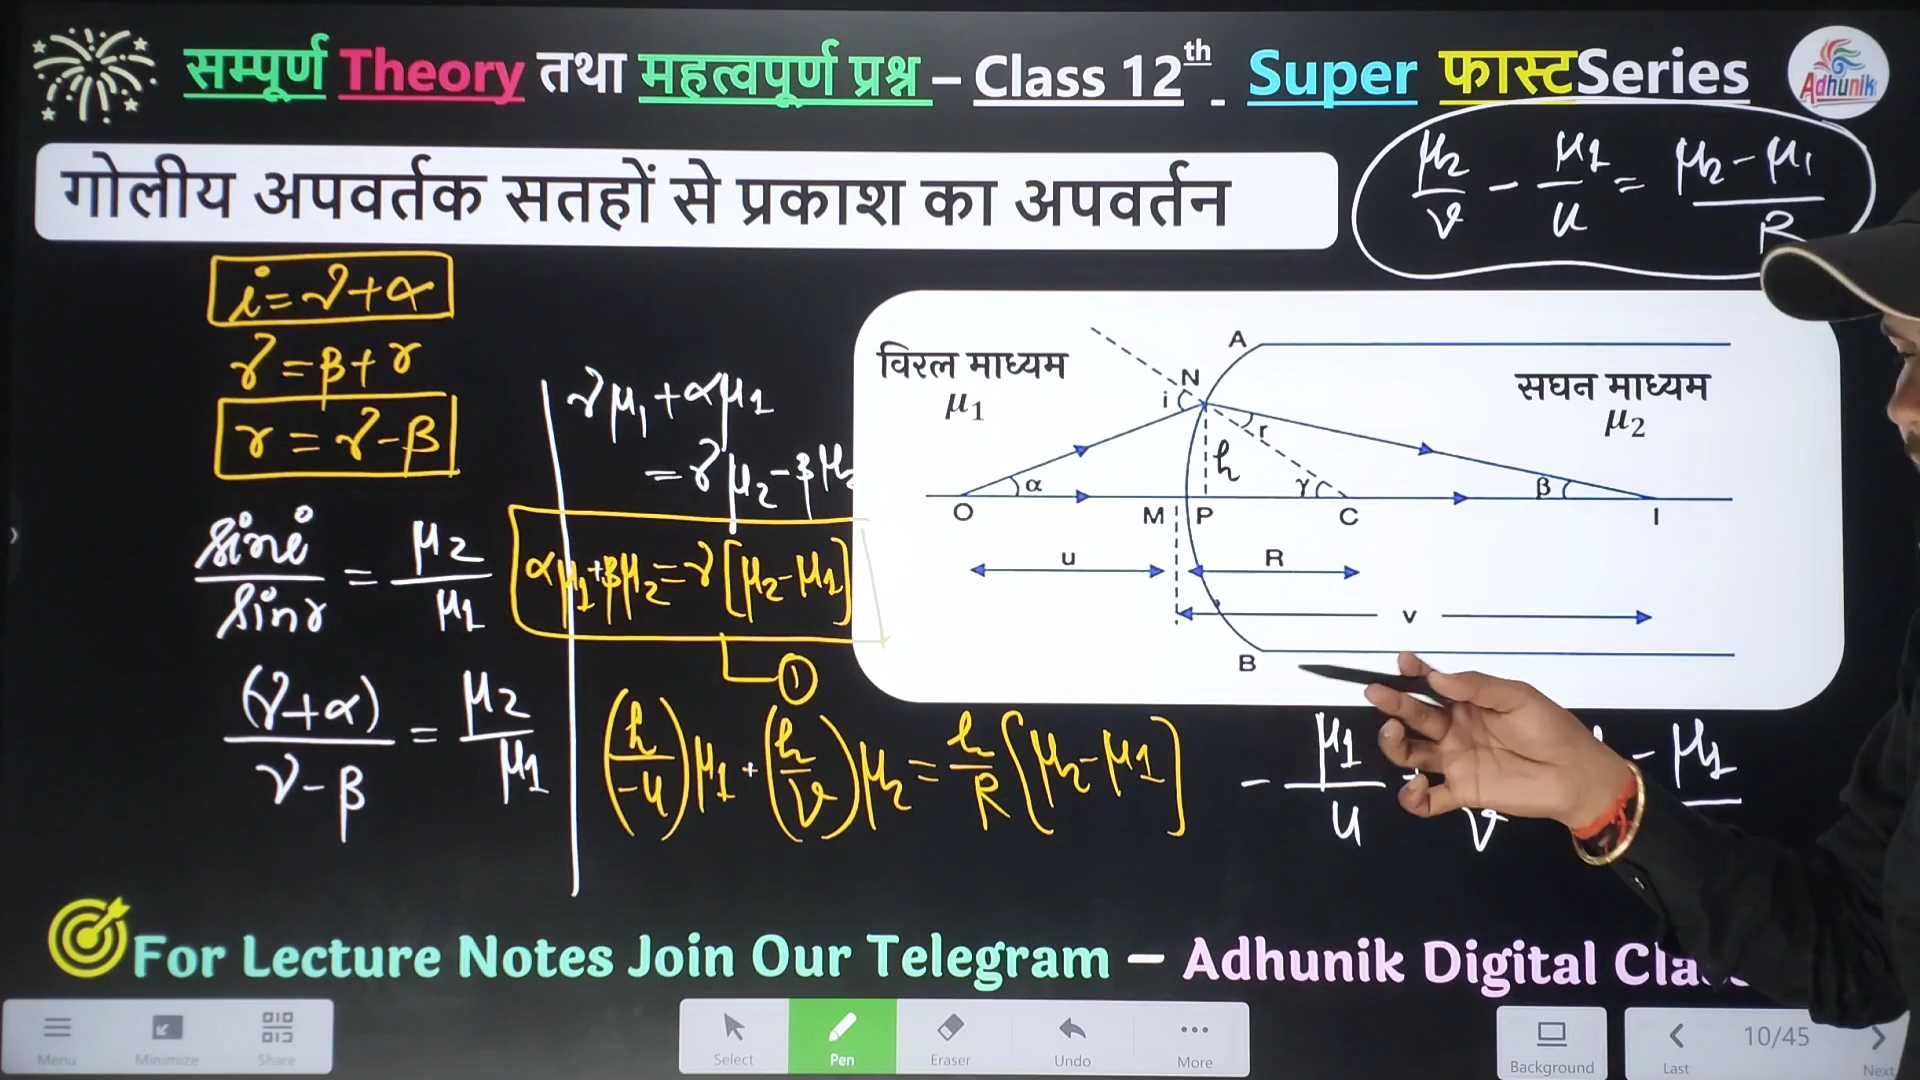 सम्पूर्ण Theory तथा महत्वपूर्ण प्रश्न – Class 12th - Super फास्टSeries
Adhunik
गोलीय अपवर्तक सतहों से प्रकाश का अपवर्तन
μ2/v - μ1/u = μ2-μ1/R
i = γ+α
γ = β+r
r = γ-β
sin i/sin r = μ2/μ1
(γ+α)/γ-β = μ2/μ1
γμ1+αμ1
= γμ2-βμ2
αμ1+βμ2=γ[μ2-μ1]
①
(h/-u)μ1+(h/v)μ2=h/R[μ2-μ1]
- μ1/u
v
- μ1
विरल माध्यम
μ1
सघन माध्यम
μ2
A
N
i
r
h
α
γ
β
O M P C I
u
R
v
B
For Lecture Notes Join Our Telegram – Adhunik Digital
Menu Minimize Share Select Pen Eraser Undo More Background Last 10/45 Next